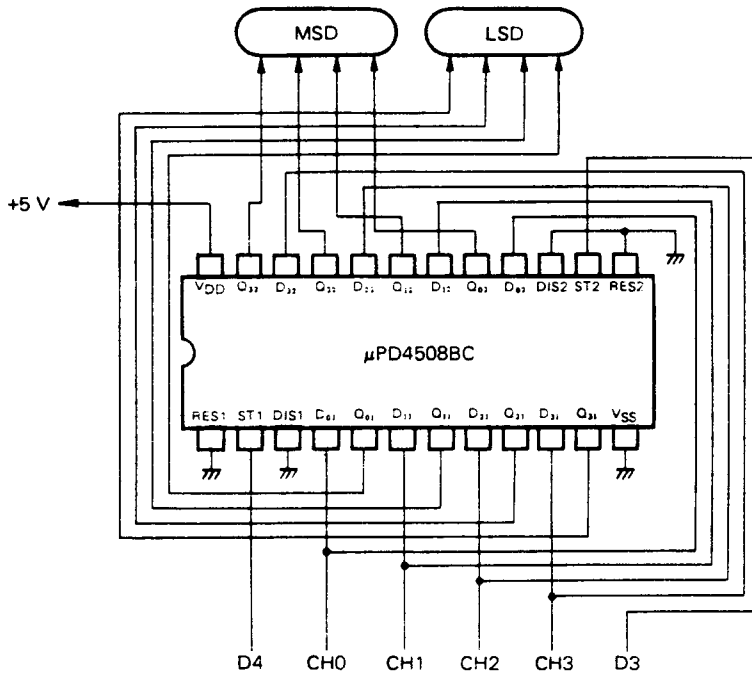 MSD LSD
+5 V
VDD Q32 D32 Q22 D22 Q12 D12 Q02 D02 DIS2 ST2 RES2
μPD4508BC
RES1 ST1 DIS1 D01 Q01 D11 Q11 D21 Q21 D31 Q31 VSS
D4 CH0 CH1 CH2 CH3 D3